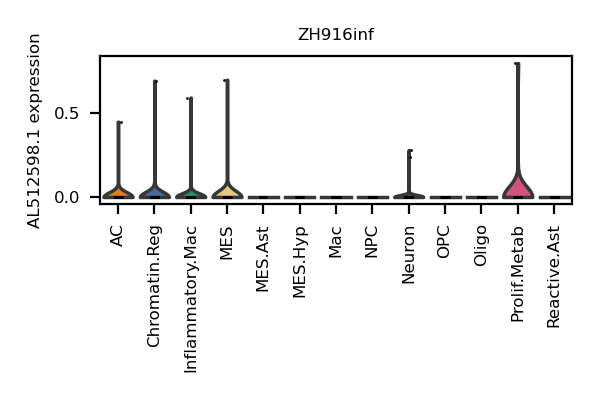 ZH916inf
AL512598.1 expression
0.5
0.0
AC
Chromatin.Reg
Inflammatory.Mac
MES
MES.Ast
MES.Hyp
Mac
NPC
Neuron
OPC
Oligo
Prolif.Metab
Reactive.Ast